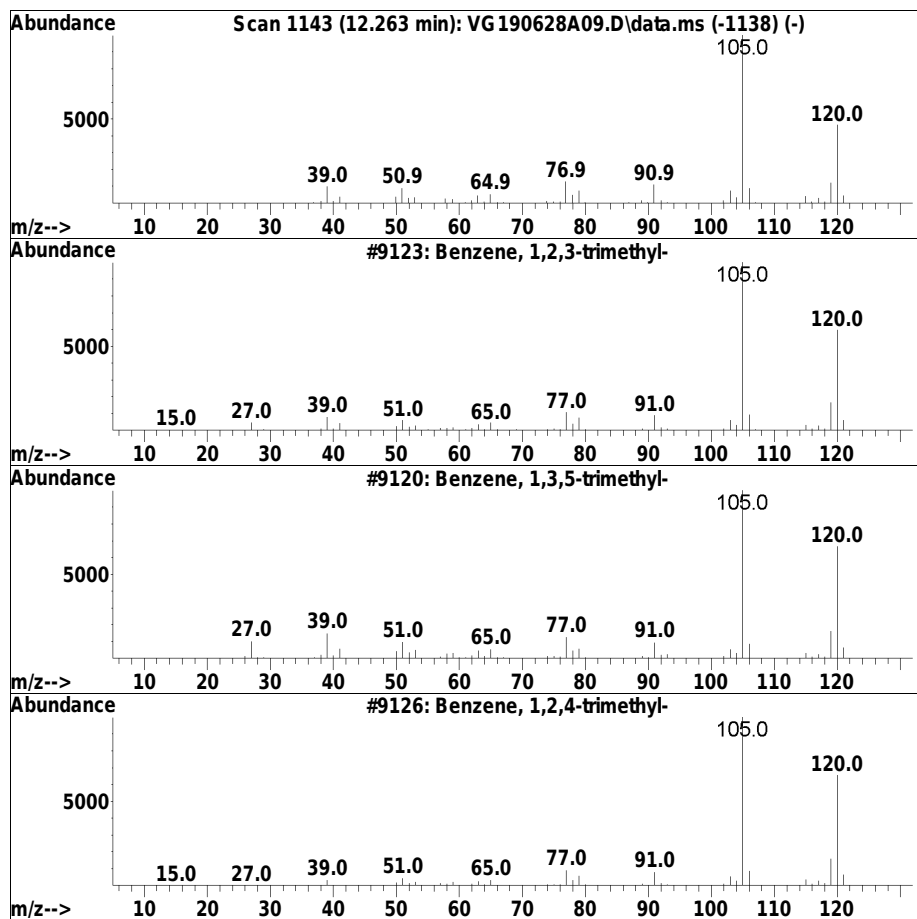 Abundance Scan 1143 (12.263 min): VG190628A09.D\data.ms (-1138) (-)
105.0
120.0
5000
39.0 50.9 64.9 76.9 90.9
m/z--> 10 20 30 40 50 60 70 80 90 100 110 120
Abundance #9123: Benzene, 1,2,3-trimethyl-
105.0
120.0
5000
15.0 27.0 39.0 51.0 65.0 77.0 91.0
m/z--> 10 20 30 40 50 60 70 80 90 100 110 120
Abundance #9120: Benzene, 1,3,5-trimethyl-
105.0
120.0
5000
27.0 39.0 51.0 65.0 77.0 91.0
m/z--> 10 20 30 40 50 60 70 80 90 100 110 120
Abundance #9126: Benzene, 1,2,4-trimethyl-
105.0
120.0
5000
15.0 27.0 39.0 51.0 65.0 77.0 91.0
m/z--> 10 20 30 40 50 60 70 80 90 100 110 120